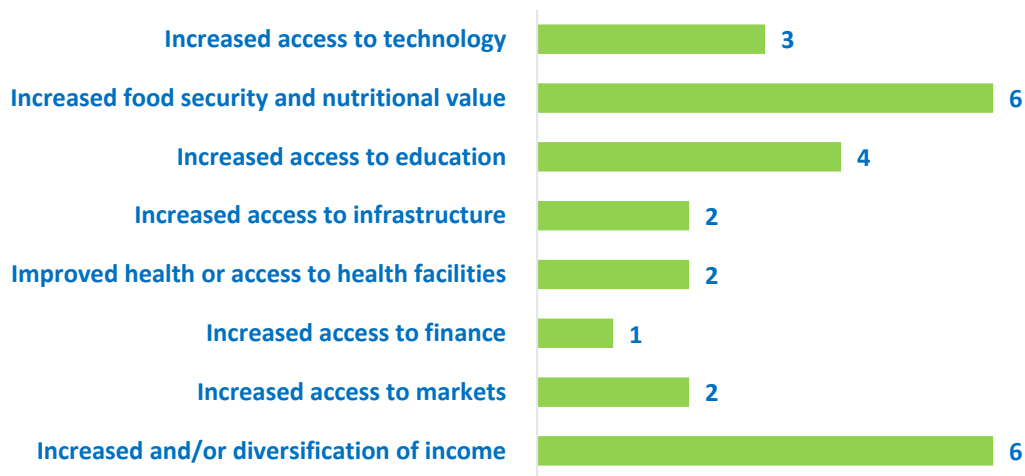 Increased access to technology 3
Increased food security and nutritional value 6
Increased access to education 4
Increased access to infrastructure 2
Improved health or access to health facilities 2
Increased access to finance 1
Increased access to markets 2
Increased and/or diversification of income 6